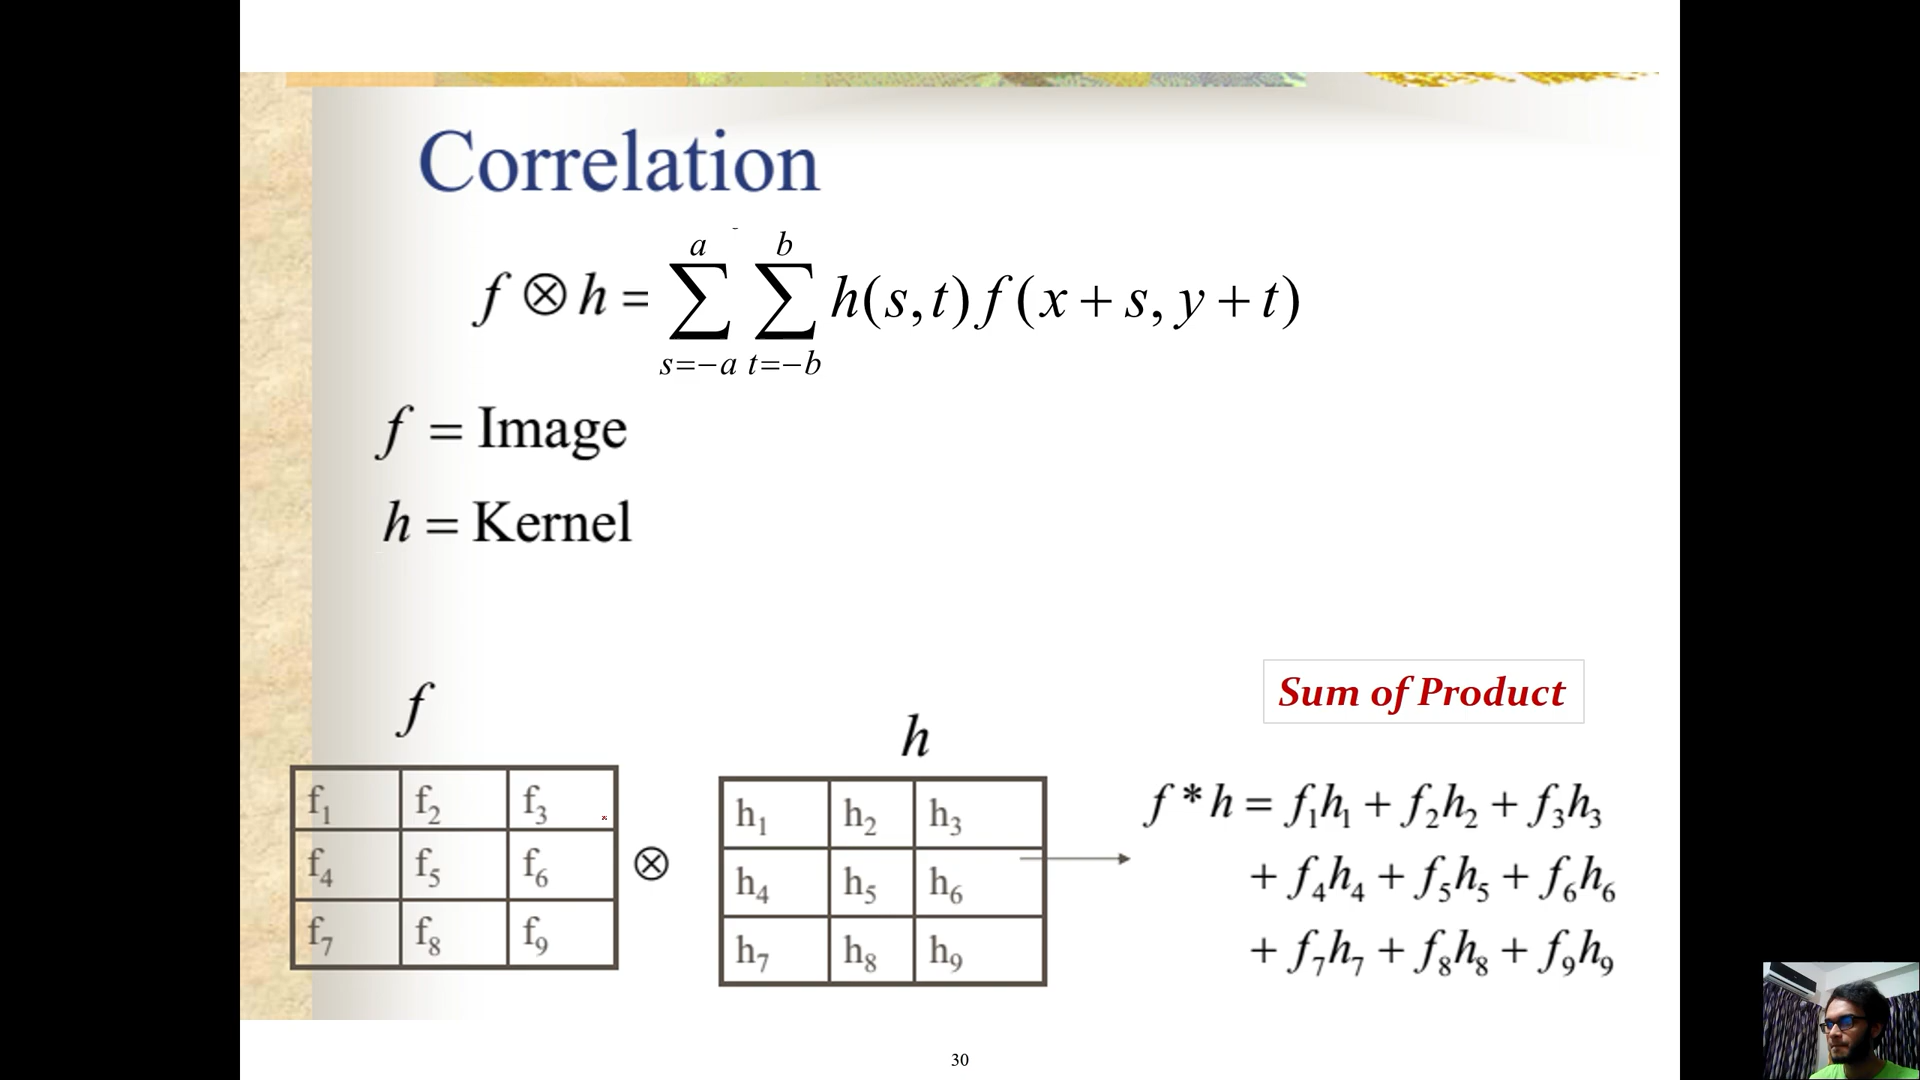 Correlation
f ⊗ h = ∑_{s=-a}^{a} ∑_{t=-b}^{b} h(s,t) f(x + s, y + t)
f = Image
h = Kernel
Sum of Product
f
h
f₁ f₂ f₃
f₄ f₅ f₆
f₇ f₈ f₉
⊗
h₁ h₂ h₃
h₄ h₅ h₆
h₇ h₈ h₉
f * h = f₁h₁ + f₂h₂ + f₃h₃
+ f₄h₄ + f₅h₅ + f₆h₆
+ f₇h₇ + f₈h₈ + f₉h₉
30